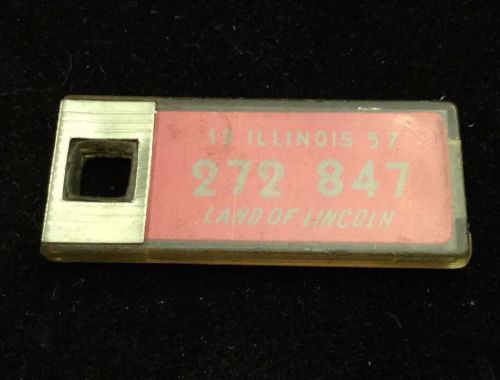 19 ILLINOIS 57
272 847
LAND OF LINCOLN